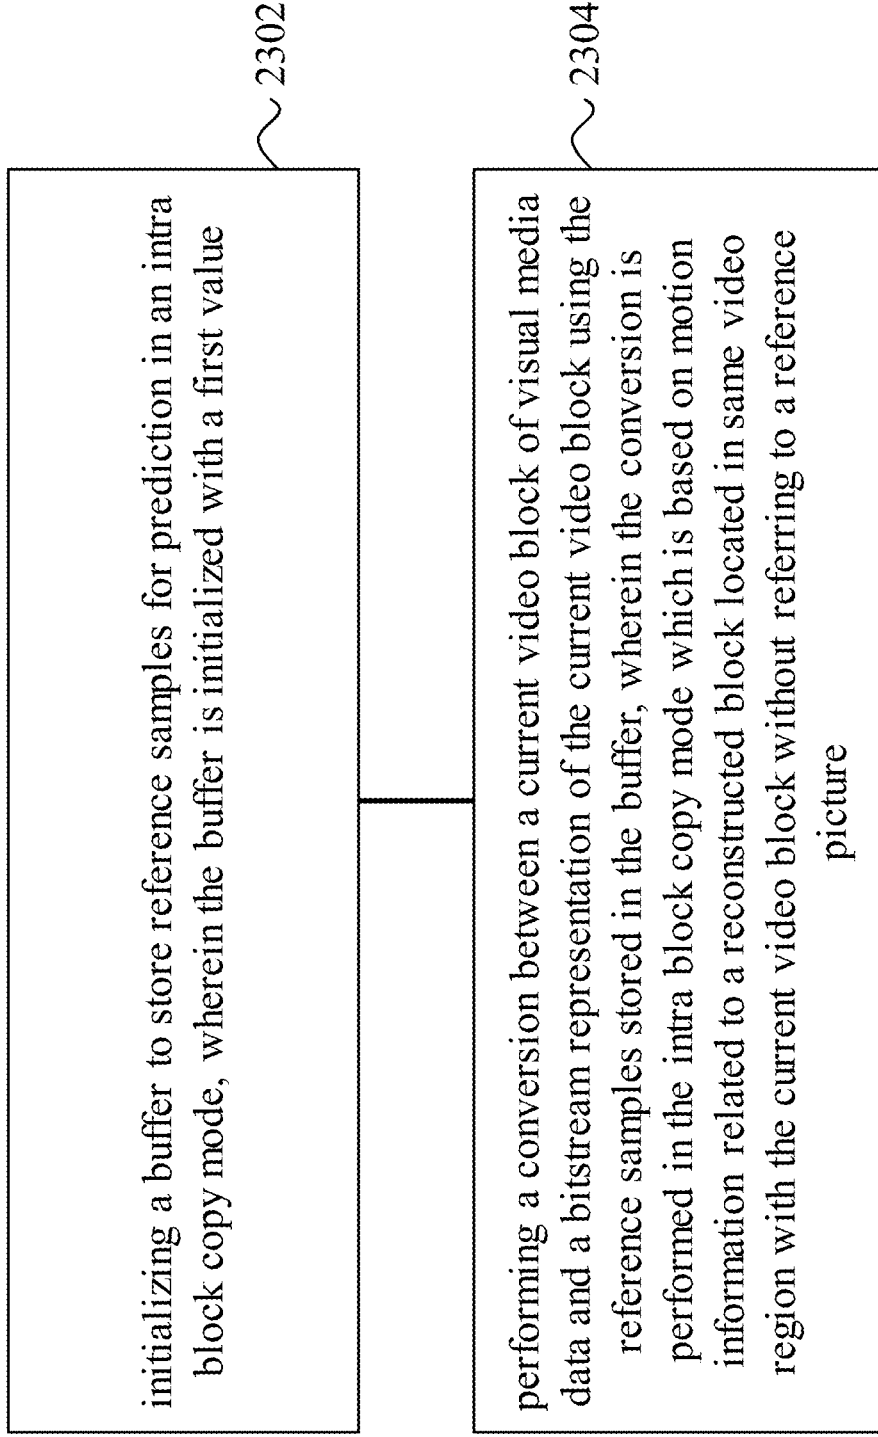 initializing a buffer to store reference samples for prediction in an intra
block copy mode, wherein the buffer is initialized with a first value
2302
performing a conversion between a current video block of visual media
data and a bitstream representation of the current video block using the
reference samples stored in the buffer, wherein the conversion is
performed in the intra block copy mode which is based on motion
information related to a reconstructed block located in same video
region with the current video block without referring to a reference
picture
2304